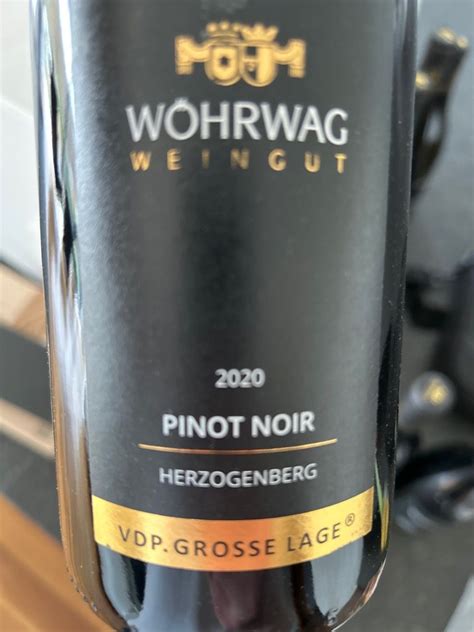 WÖHRWAG
WEINGUT
2020
PINOT NOIR
HERZOGENBERG
VDP.GROSSE LAGE®